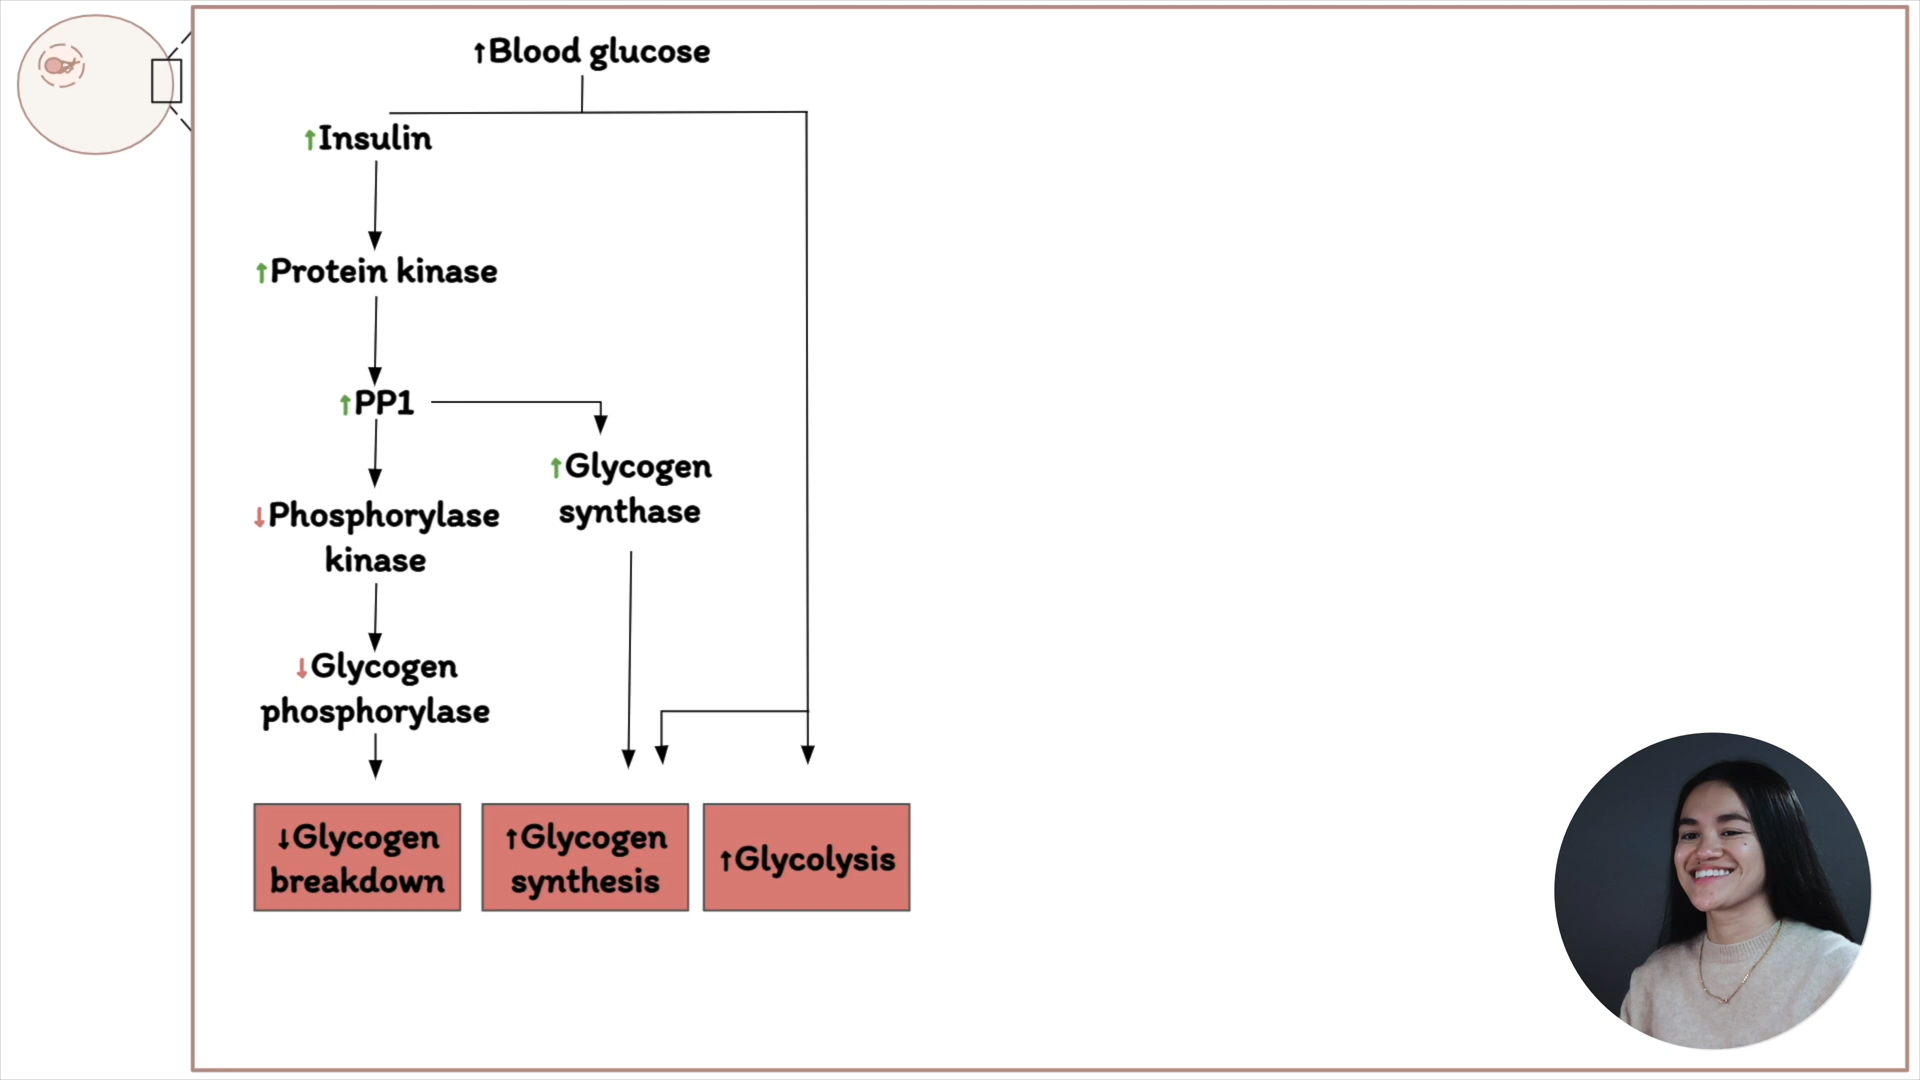 ↑Blood glucose
↑Insulin
↑Protein kinase
↑PP1
↑Glycogen
synthase
↓Phosphorylase
kinase
↓Glycogen
phosphorylase
↓Glycogen
breakdown
↑Glycogen
synthesis
↑Glycolysis